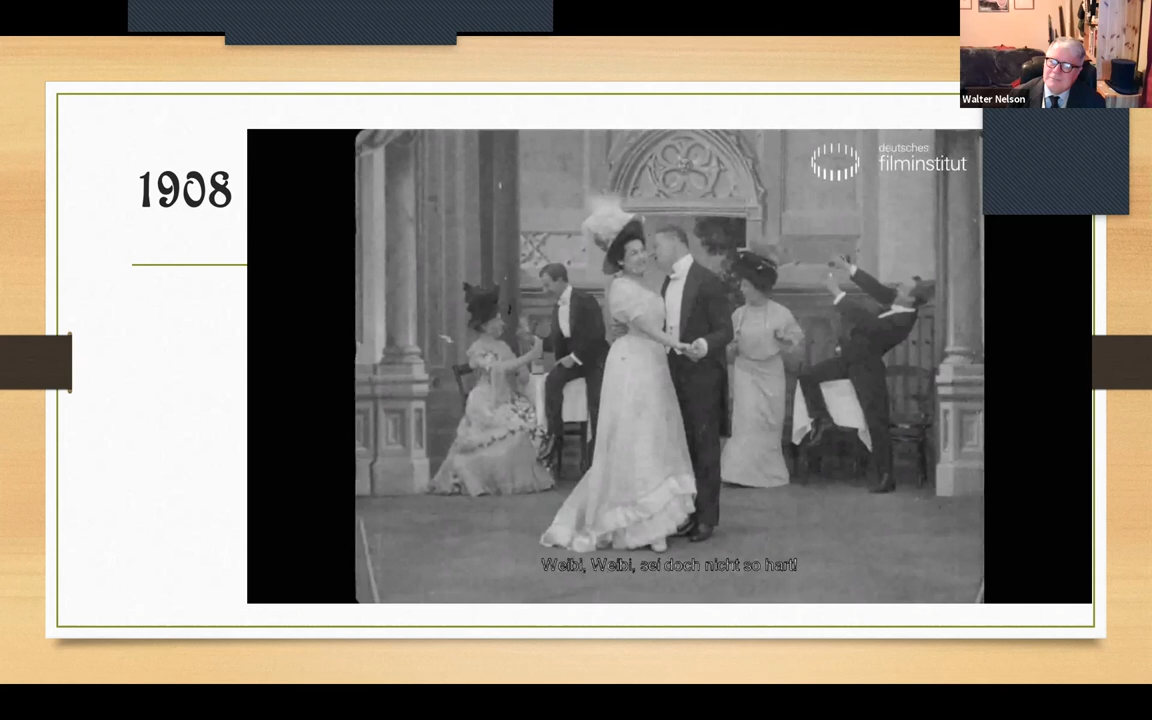 1908
deutsches
filminstitut
Walter Nelson
Weibi, Weibi, sei doch nicht so hart!